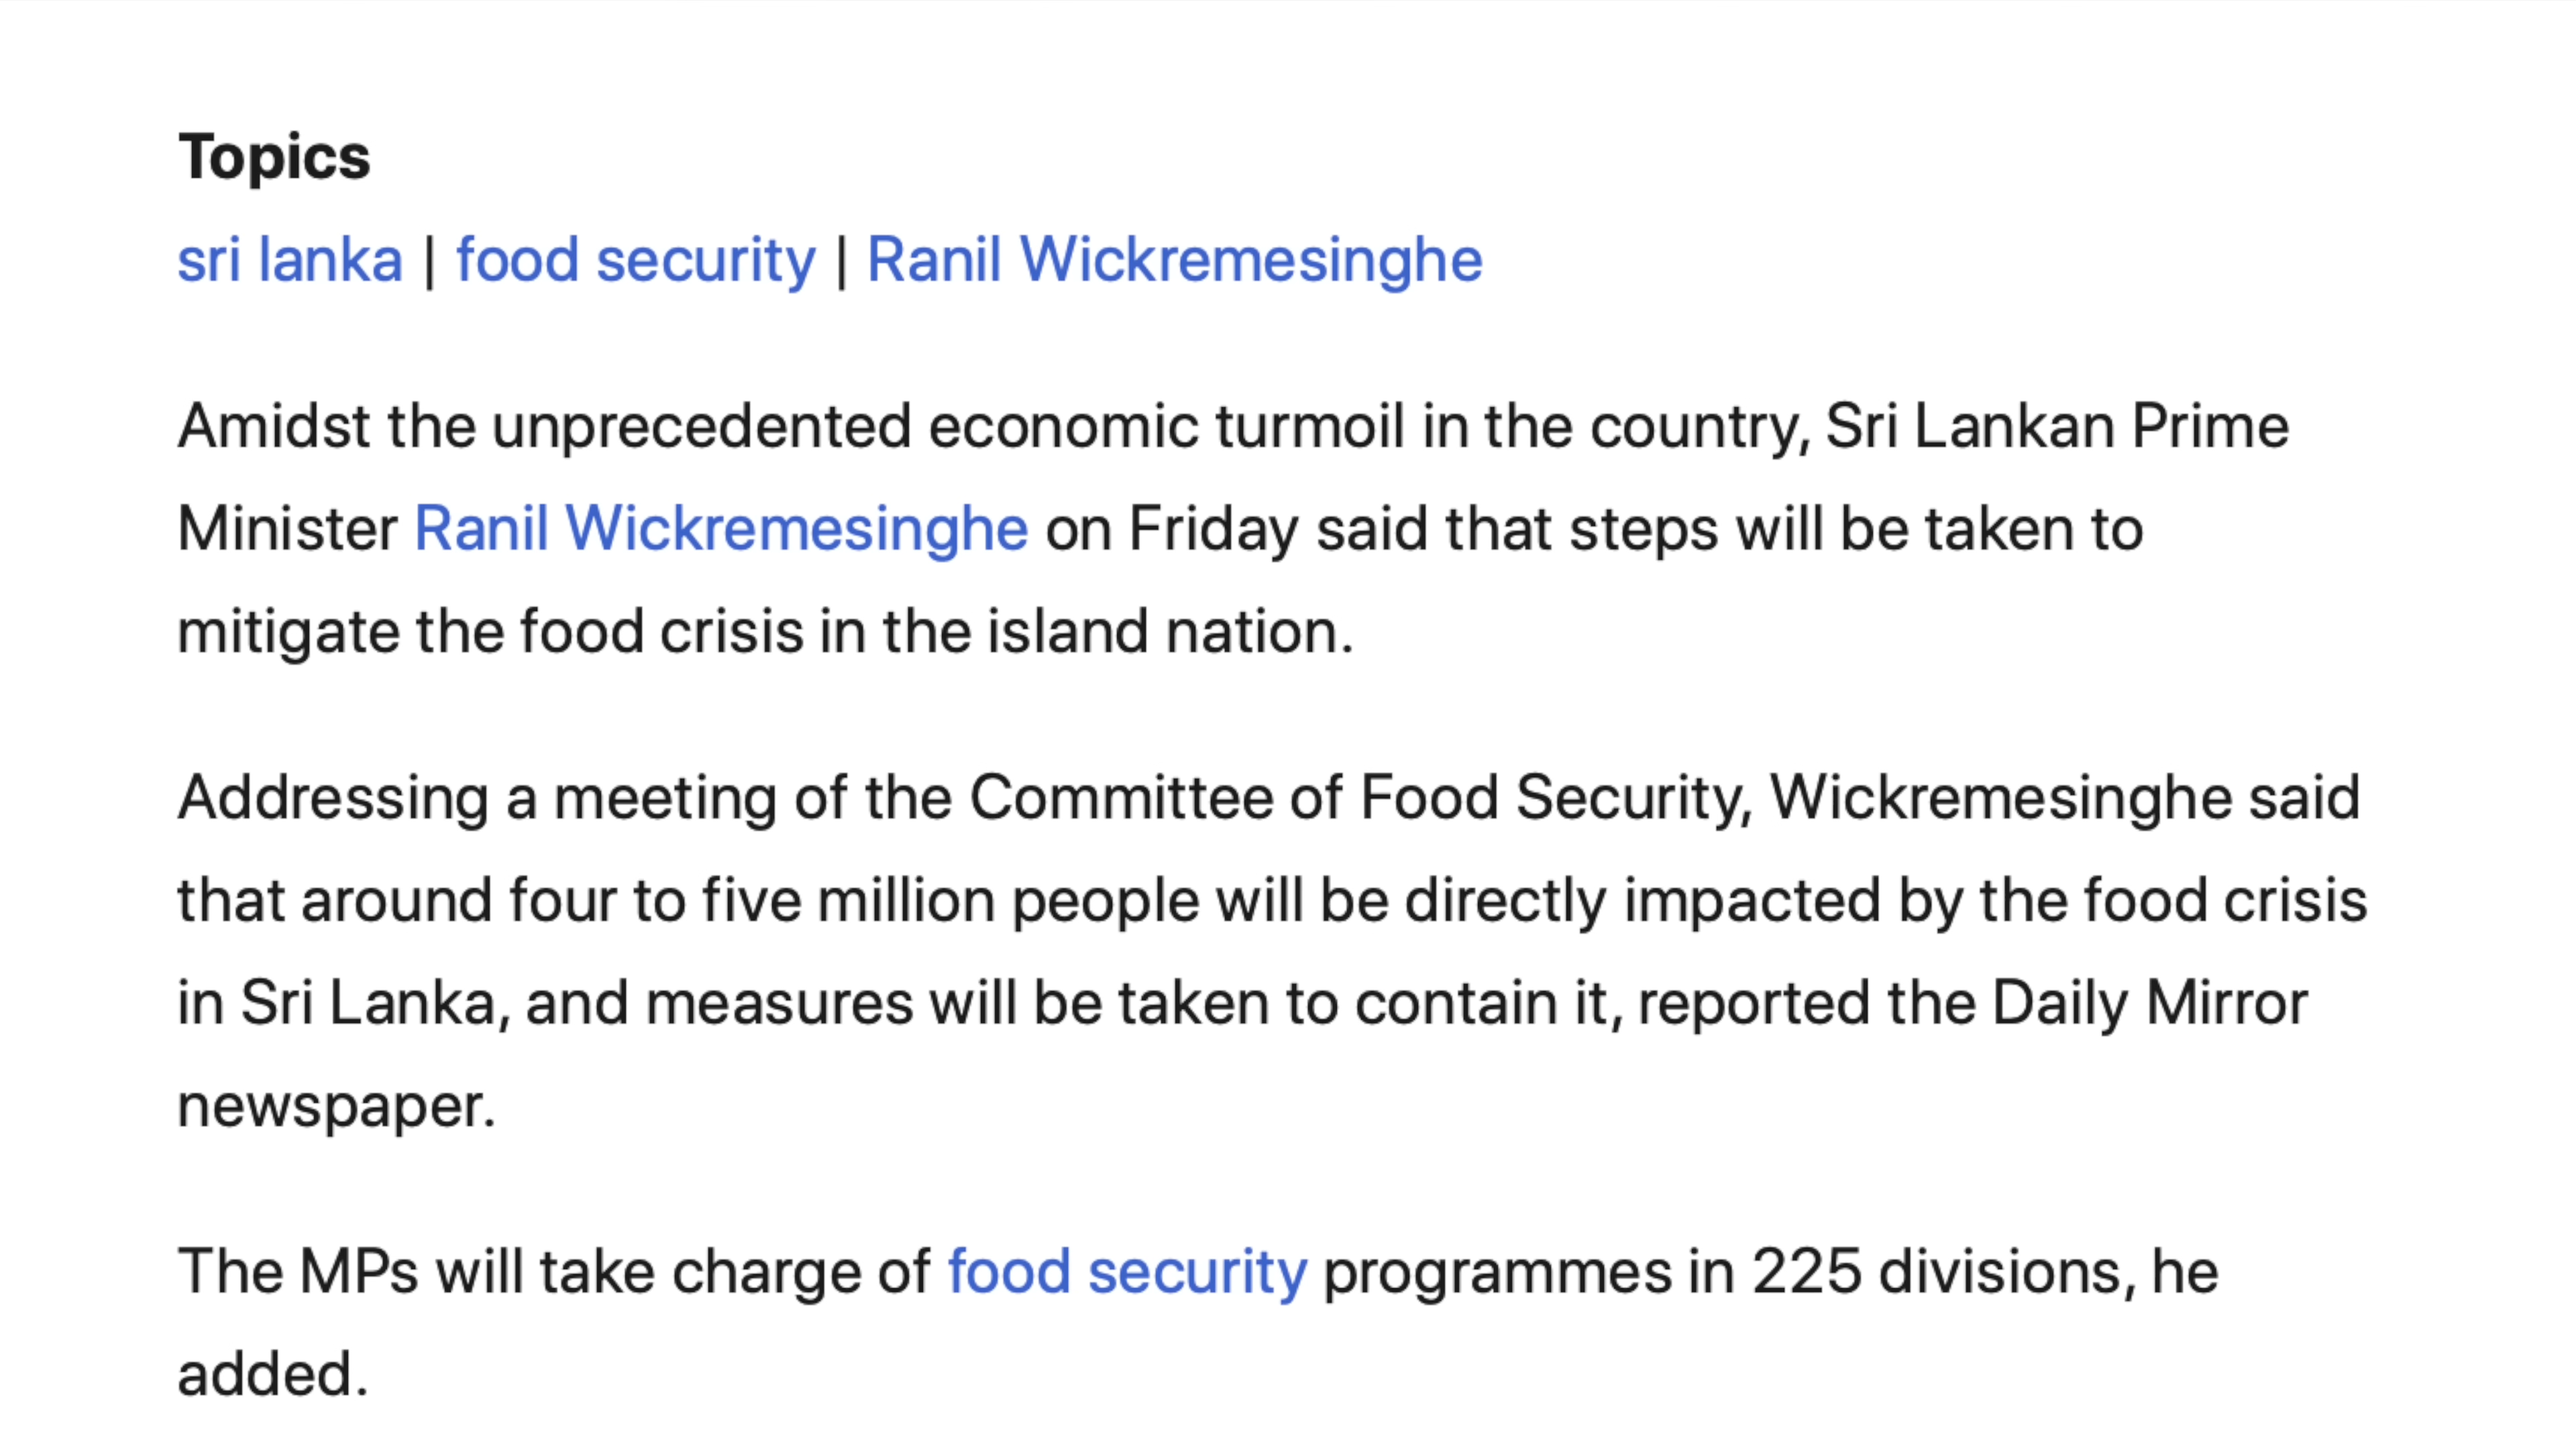 Topics
sri lanka | food security | Ranil Wickremesinghe
Amidst the unprecedented economic turmoil in the country, Sri Lankan Prime
Minister Ranil Wickremesinghe on Friday said that steps will be taken to
mitigate the food crisis in the island nation.
Addressing a meeting of the Committee of Food Security, Wickremesinghe said
that around four to five million people will be directly impacted by the food crisis
in Sri Lanka, and measures will be taken to contain it, reported the Daily Mirror
newspaper.
The MPs will take charge of food security programmes in 225 divisions, he
added.